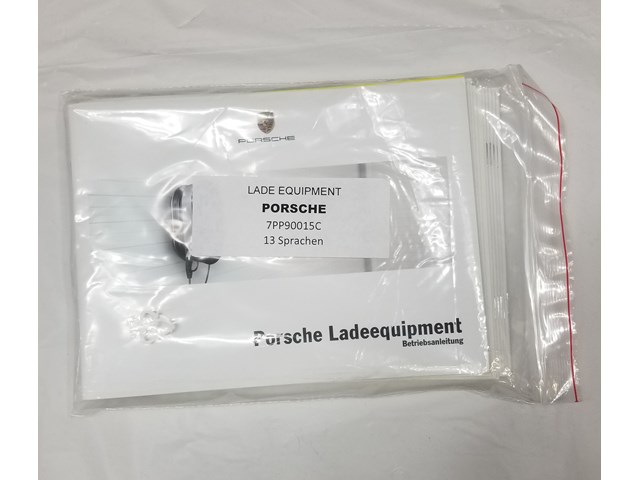 PORSCHE
LADE EQUIPMENT
PORSCHE
7PP90015C
13 Sprachen
Porsche Ladeequipment
Betriebsanleitung